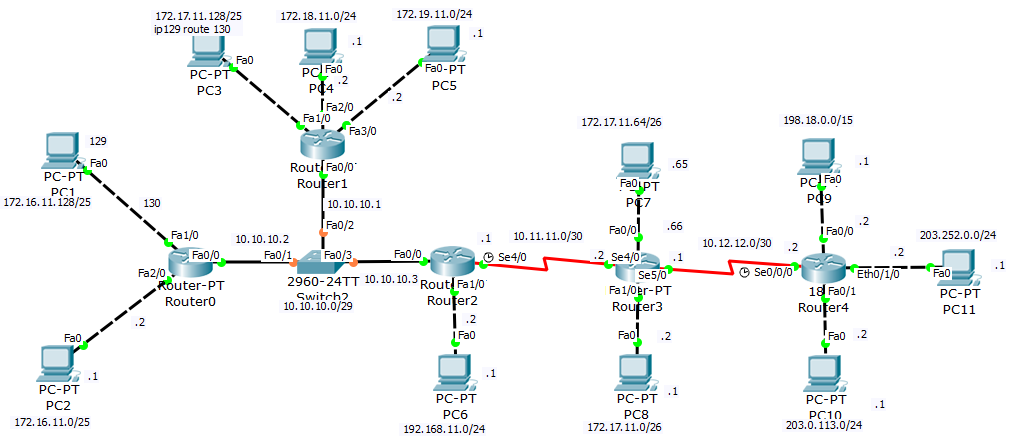 172.17.11.128/25
ip129 route 130
Fa0
PC-PT
PC3
172.18.11.0/24
.1
Fa0
PC4
.2
Fa2/0
172.19.11.0/24
.1
Fa0
-PT
PC5
.2
Fa1/0
Fa3/0
Fa0/0
Router1
10.10.10.1
Fa0/2
129
Fa0
PC-PT
PC1
172.16.11.128/25
130
Fa1/0
Fa0/0
Fa2/0
Router-PT
Router0
.2
Fa0
.1
PC-PT
PC2
172.16.11.0/25
10.10.10.2
Fa0/1
Fa0/3
2960-24TT
Switch2
10.10.10.0/29
10.10.10.3
Fa0/0
.1
Se4/0
Fa1/0
Router2
.2
Fa0
.1
PC-PT
PC6
192.168.11.0/24
10.11.11.0/30
172.17.11.64/26
.65
Fa0
-PT
PC7
.66
Fa0/0
.2
Se4/0
.1
Se5/0
Fa1/0
er-PT
Router3
.2
Fa0
PC-PT
.1
PC8
172.17.11.0/26
10.12.12.0/30
198.18.0.0/15
.1
Fa0
PC9
.2
Fa0/0
.2
Se0/0/0
Eth0/1/0
Fa0/1
18
Router4
.2
203.252.0.0/24
.1
Fa0
PC-PT
PC11
.2
Fa0
PC-PT
PC10
.1
203.0.113.0/24